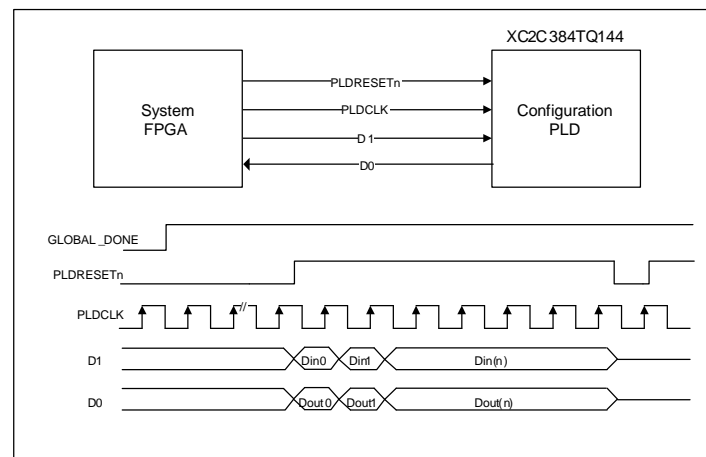 XC2C384TQ144
System
FPGA
PLDRESETn
PLDCLK
D1
D0
Configuration
PLD
GLOBAL_DONE
PLDRESETn
PLDCLK
//
D1
Din0
Din1
Din(n)
D0
Dout0
Dout1
Dout(n)